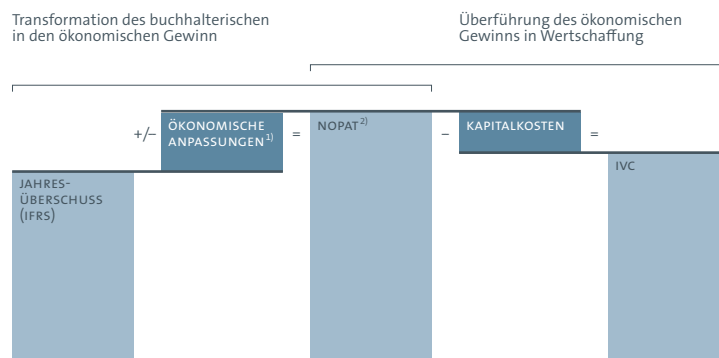 Transformation des buchhalterischen
in den ökonomischen Gewinn
Überführung des ökonomischen
Gewinns in Wertschaffung
+/–
ÖKONOMISCHE
ANPASSUNGEN1)
=
NOPAT2)
–
KAPITALKOSTEN
=
JAHRES-
ÜBERSCHUSS
(IFRS)
IVC